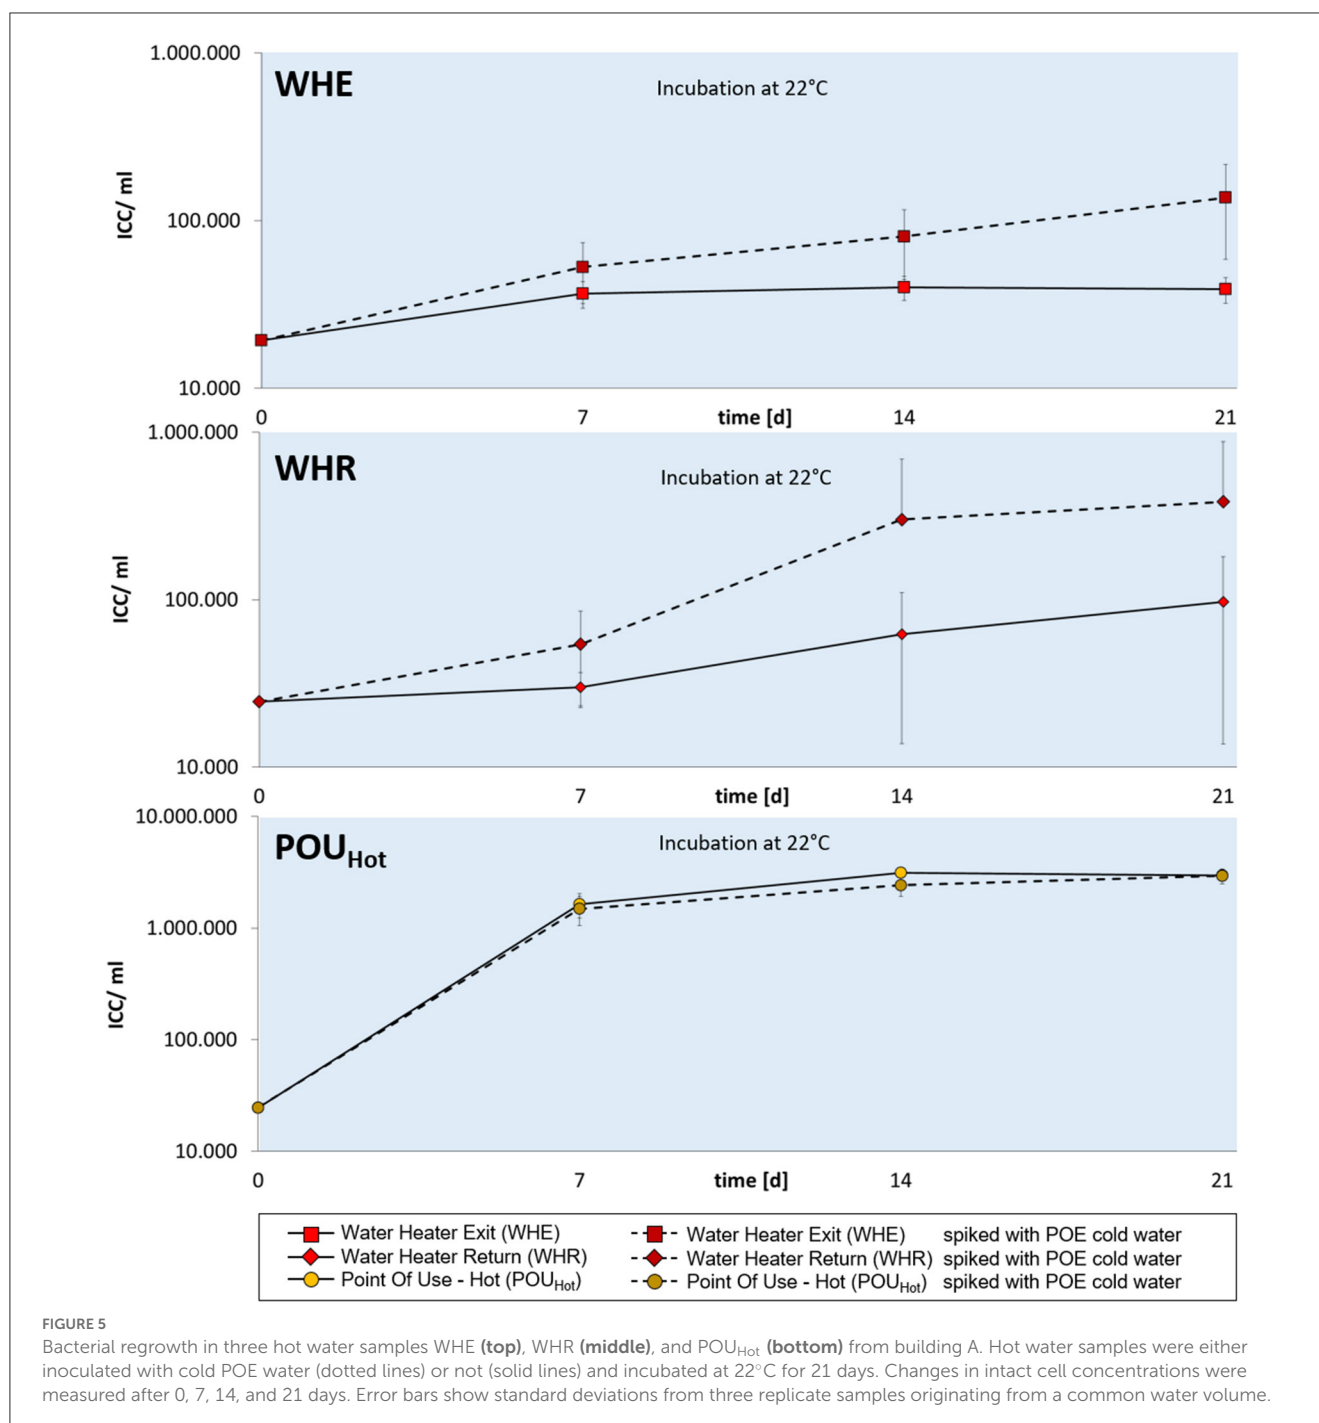 1.000.000
WHE
Incubation at 22°C
ICC/ ml
100.000
10.000
0 7 time [d] 14 21
1.000.000
WHR
Incubation at 22°C
ICC/ ml
100.000
10.000
0 7 time [d] 14 21
10.000.000
POUHot
Incubation at 22°C
1.000.000
ICC/ ml
100.000
10.000
0 7 time [d] 14 21
Water Heater Exit (WHE) Water Heater Exit (WHE) spiked with POE cold water
Water Heater Return (WHR) Water Heater Return (WHR) spiked with POE cold water
Point Of Use - Hot (POUHot) Point Of Use - Hot (POUHot) spiked with POE cold water
FIGURE 5
Bacterial regrowth in three hot water samples WHE (top), WHR (middle), and POUHot (bottom) from building A. Hot water samples were either
inoculated with cold POE water (dotted lines) or not (solid lines) and incubated at 22°C for 21 days. Changes in intact cell concentrations were
measured after 0, 7, 14, and 21 days. Error bars show standard deviations from three replicate samples originating from a common water volume.